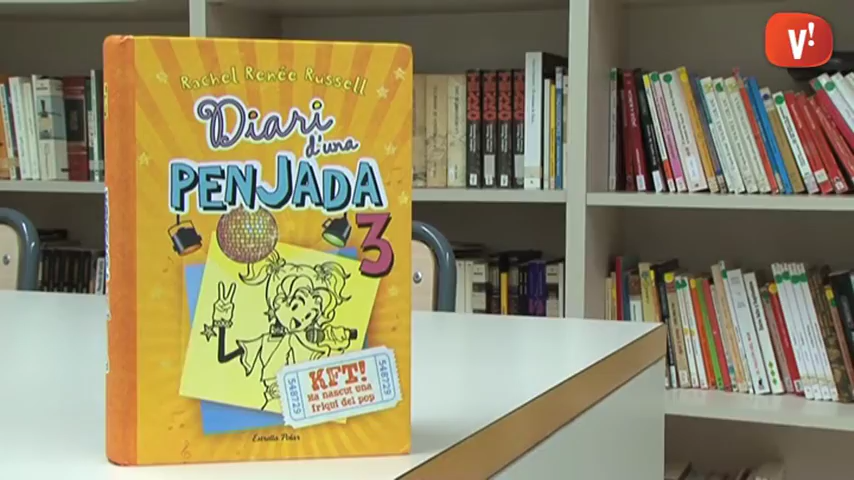 V!
Rachel Renée Russell
Diari
d'una
PENJADA
3
548729
KFT!
Ha nascut una
friqui del pop
548729
Estrella Polar